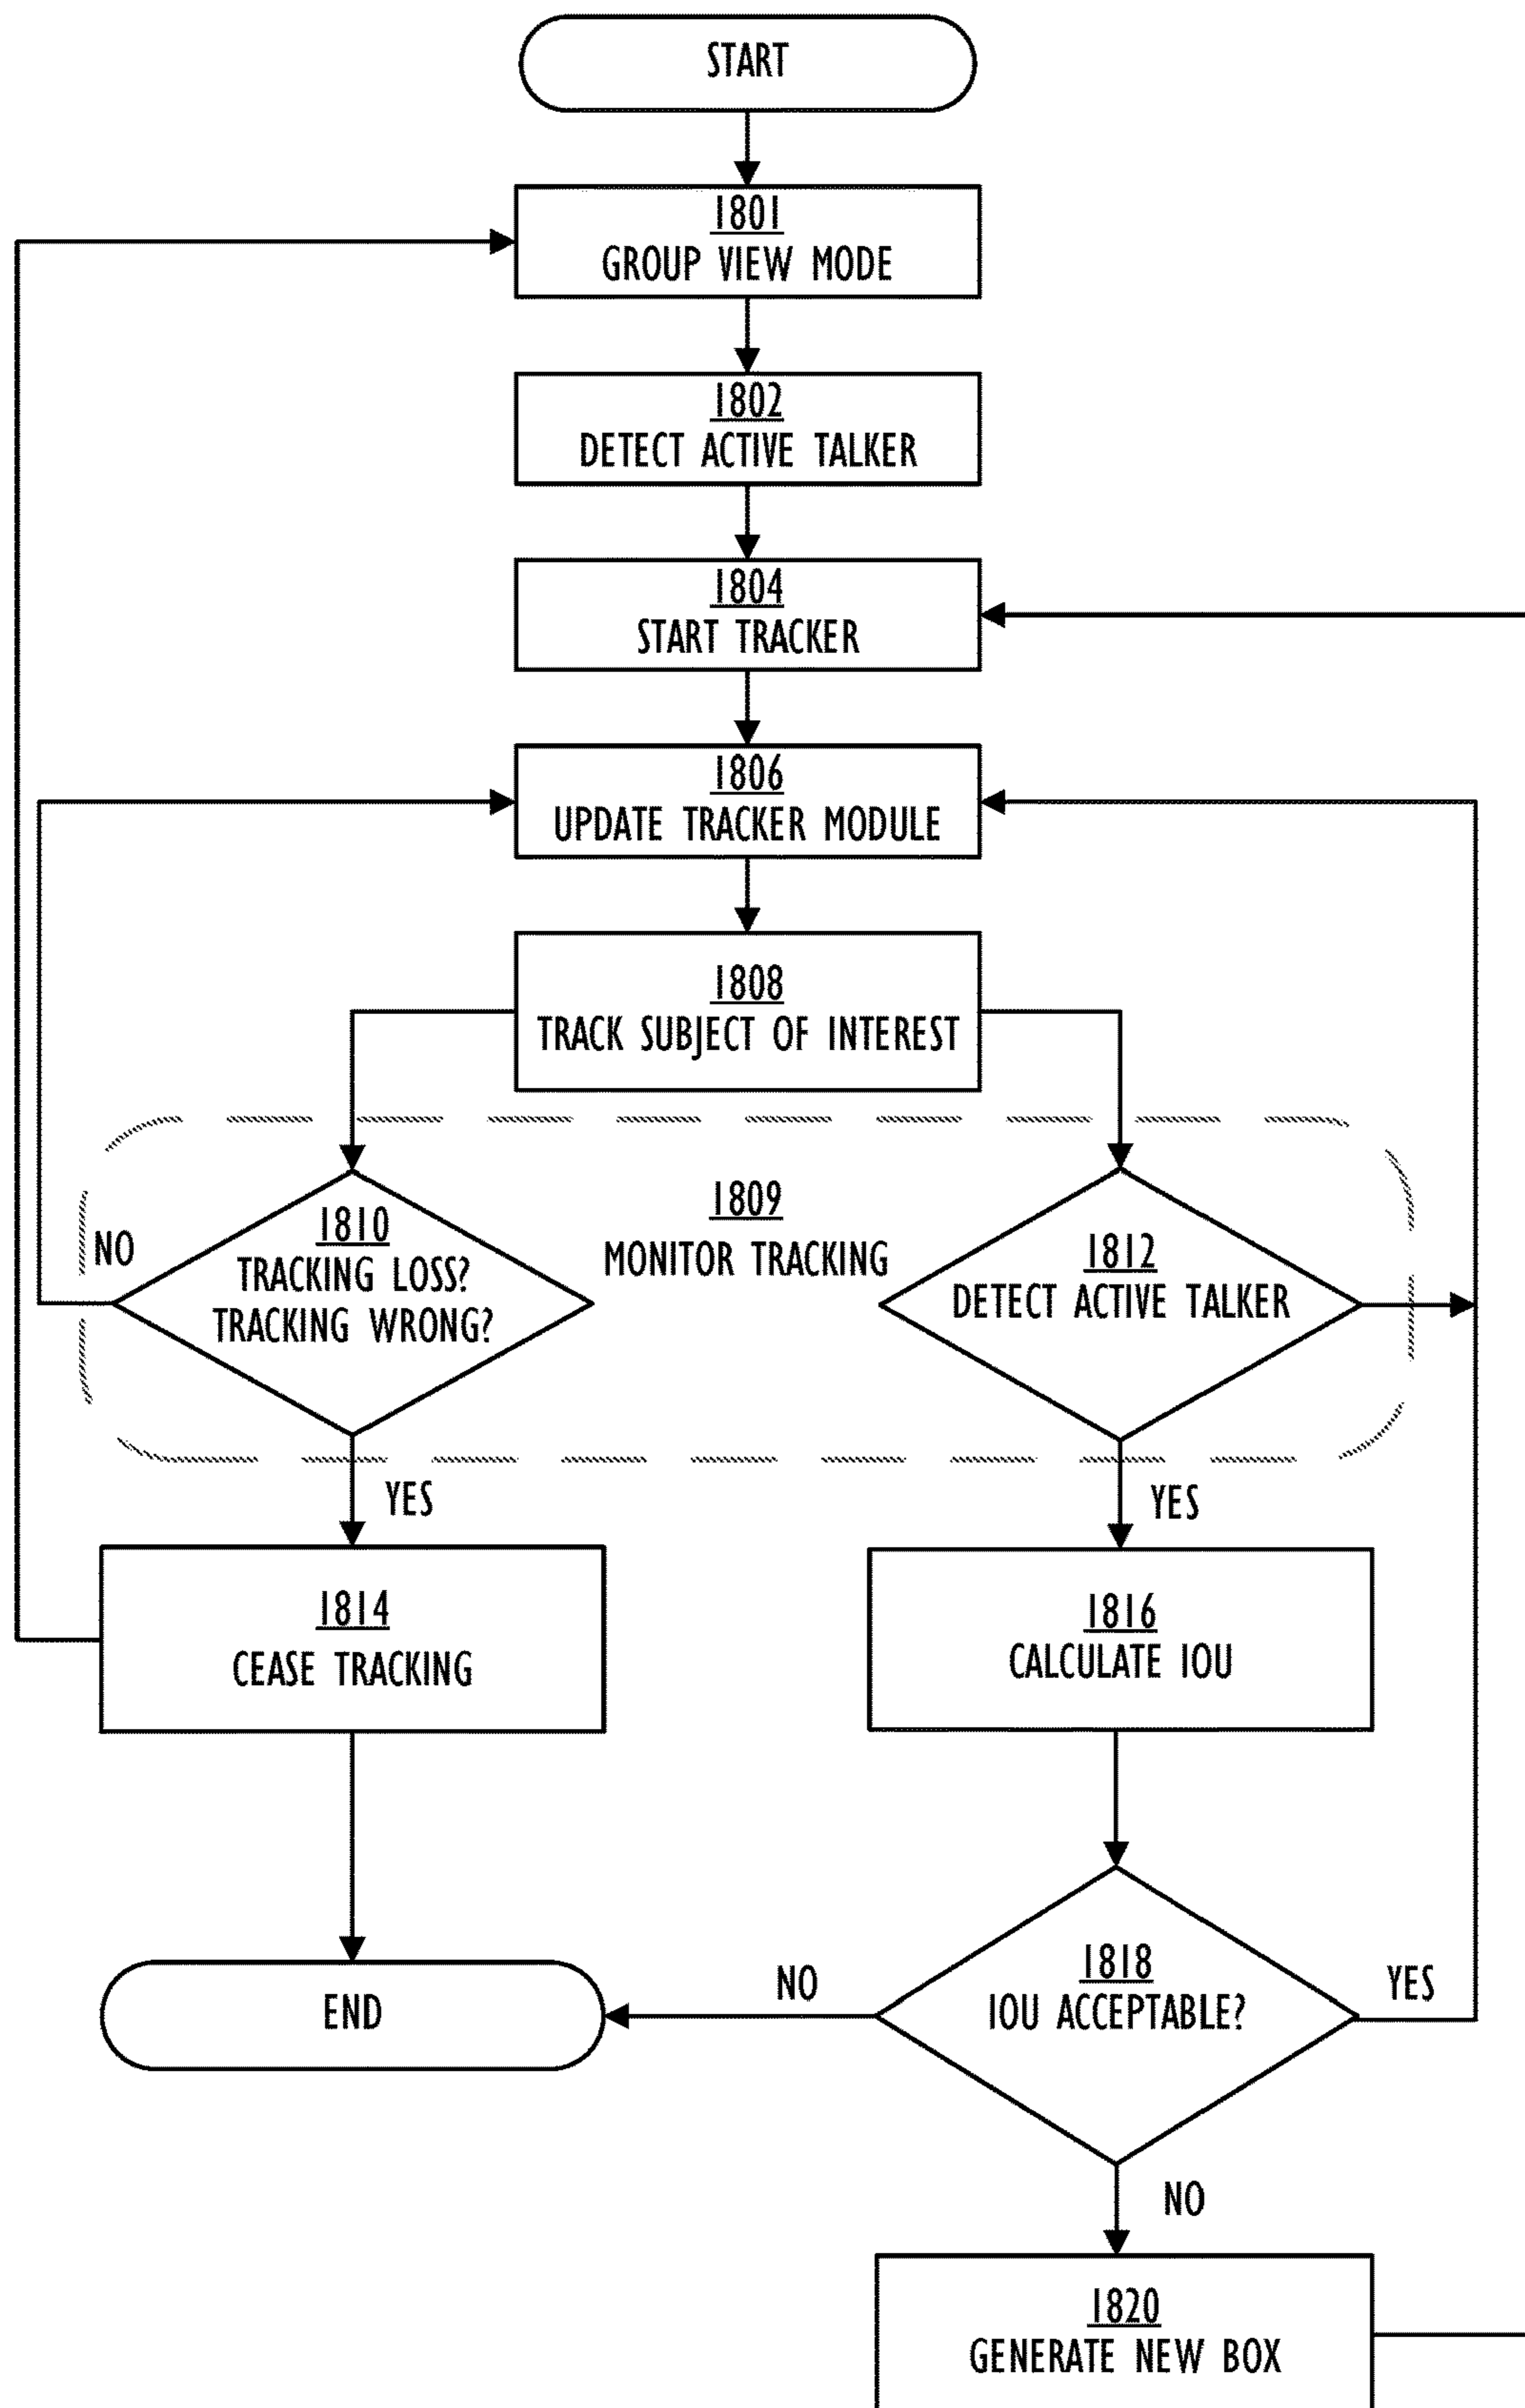 START
1801
GROUP VIEW MODE
1802
DETECT ACTIVE TALKER
1804
START TRACKER
1806
UPDATE TRACKER MODULE
1808
TRACK SUBJECT OF INTEREST
1809
MONITOR TRACKING
NO
1810
TRACKING LOSS?
TRACKING WRONG?
1812
DETECT ACTIVE TALKER
YES
YES
1814
CEASE TRACKING
1816
CALCULATE IOU
END
NO
1818
IOU ACCEPTABLE?
YES
NO
1820
GENERATE NEW BOX